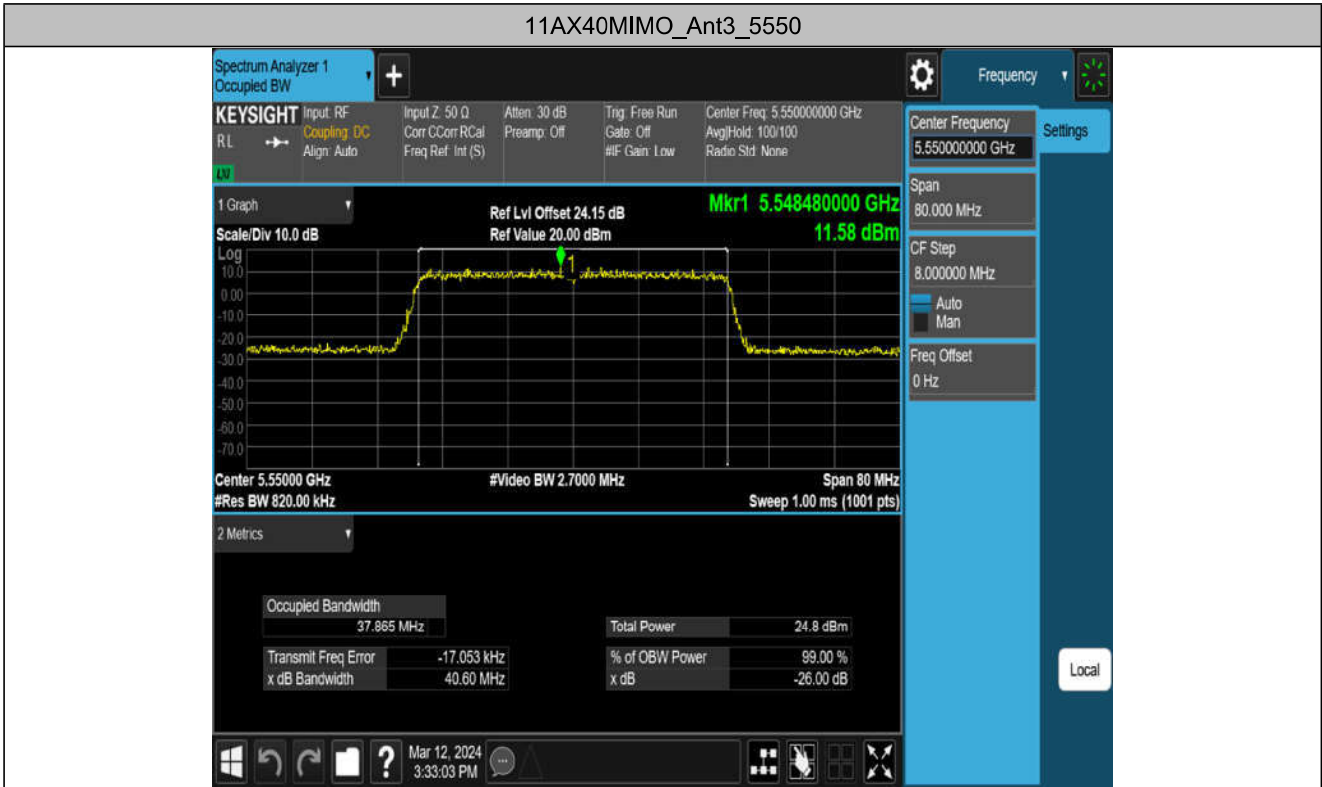 11AX40MIMO_Ant3_5550
Spectrum Analyzer 1
Occupied BW
Frequency
KEYSIGHT
RL
LXI
Input: RF
Coupling: DC
Align: Auto
Input Z: 50 Ω
Corr CCorr RCal
Freq Ref: Int (S)
Atten: 30 dB
Preamp: Off
Trig: Free Run
Gate: Off
#IF Gain: Low
Center Freq: 5.550000000 GHz
Avg|Hold: 100/100
Radio Std: None
Center Frequency
5.550000000 GHz
Settings
Span
80.000 MHz
CF Step
8.000000 MHz
Auto
Man
Freq Offset
0 Hz
Local
1 Graph
Scale/Div 10.0 dB
Ref Lvl Offset 24.15 dB
Ref Value 20.00 dBm
Mkr1 5.548480000 GHz
11.58 dBm
Log
10.0
0.00
-10.0
-20.0
-30.0
-40.0
-50.0
-60.0
-70.0
1
Center 5.55000 GHz
#Res BW 820.00 kHz
#Video BW 2.7000 MHz
Span 80 MHz
Sweep 1.00 ms (1001 pts)
2 Metrics
Occupied Bandwidth
37.865 MHz
Total Power 24.8 dBm
Transmit Freq Error -17.053 kHz
% of OBW Power 99.00 %
x dB Bandwidth 40.60 MHz
x dB -26.00 dB
Mar 12, 2024
3:33:03 PM